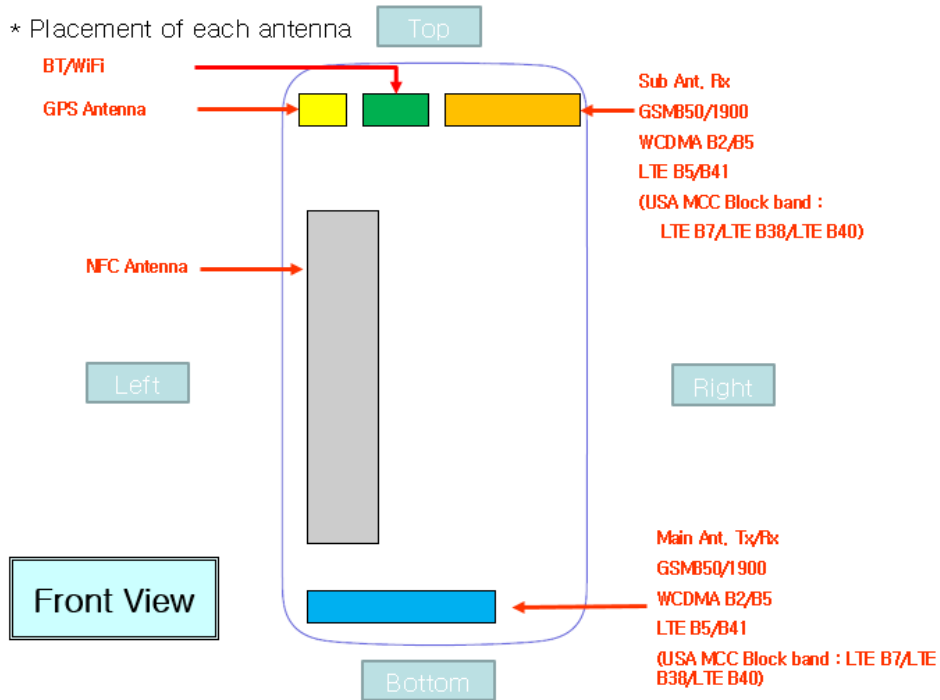 * Placement of each antenna
Top
BT/WiFi
GPS Antenna
Sub Ant, Rx
GSM850/1900
WCDMA B2/B5
LTE B5/B41
(USA MCC Block band :
LTE B7/LTE B38/LTE B40)
NFC Antenna
Left
Right
Front View
Main Ant, Tx/Rx
GSM850/1900
WCDMA B2/B5
LTE B5/B41
(USA MCC Block band : LTE B7/LTE
B38/LTE B40)
Bottom